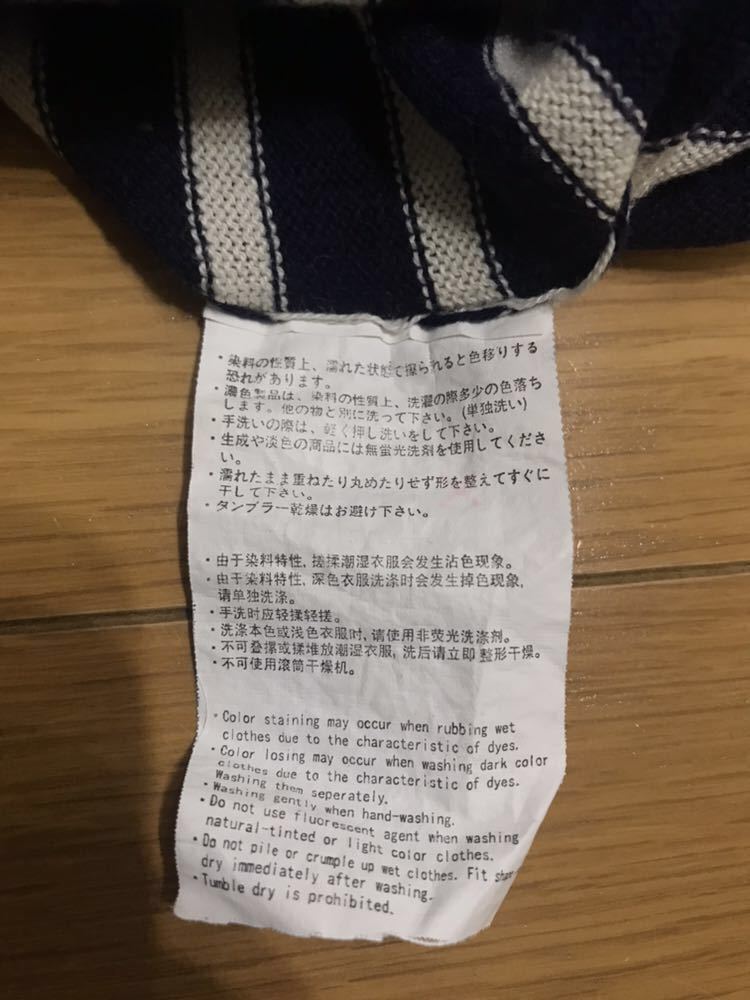 ・染料の性質上、濡れた状態で擦られると色移りする
恐れがあります。
・濃色製品は、染料の性質上、洗濯の際多少の色落ち
します。他の物と別に洗って下さい。(単独洗い)
・手洗いの際は、軽く押し洗いをして下さい。
・生成や淡色の商品には無蛍光洗剤を使用してくださ
い。
・濡れたまま重ねたり丸めたりせず形を整えてすぐに
干して下さい。
・タンブラー乾燥はお避け下さい。
・由于染料特性,搓揉潮湿衣服会发生沾色现象。
・由于染料特性,深色衣服洗涤时会发生掉色现象,
请单独洗涤。
・手洗时应轻揉轻搓。
・洗涤本色或浅色衣服时,请使用非荧光洗涤剂。
・不可叠摞或揉堆放潮湿衣服,洗后请立即整形干燥。
・不可使用滚筒干燥机。
・Color staining may occur when rubbing wet
clothes due to the characteristic of dyes.
・Color losing may occur when washing dark color
clothes due to the characteristic of dyes.
Washing them seperately.
・Washing gently when hand-washing.
・Do not use fluorescent agent when washing
natural-tinted or light color clothes.
・Do not pile or crumple up wet clothes. Fit
dry immediately after washing.
・Tumble dry is prohibited.